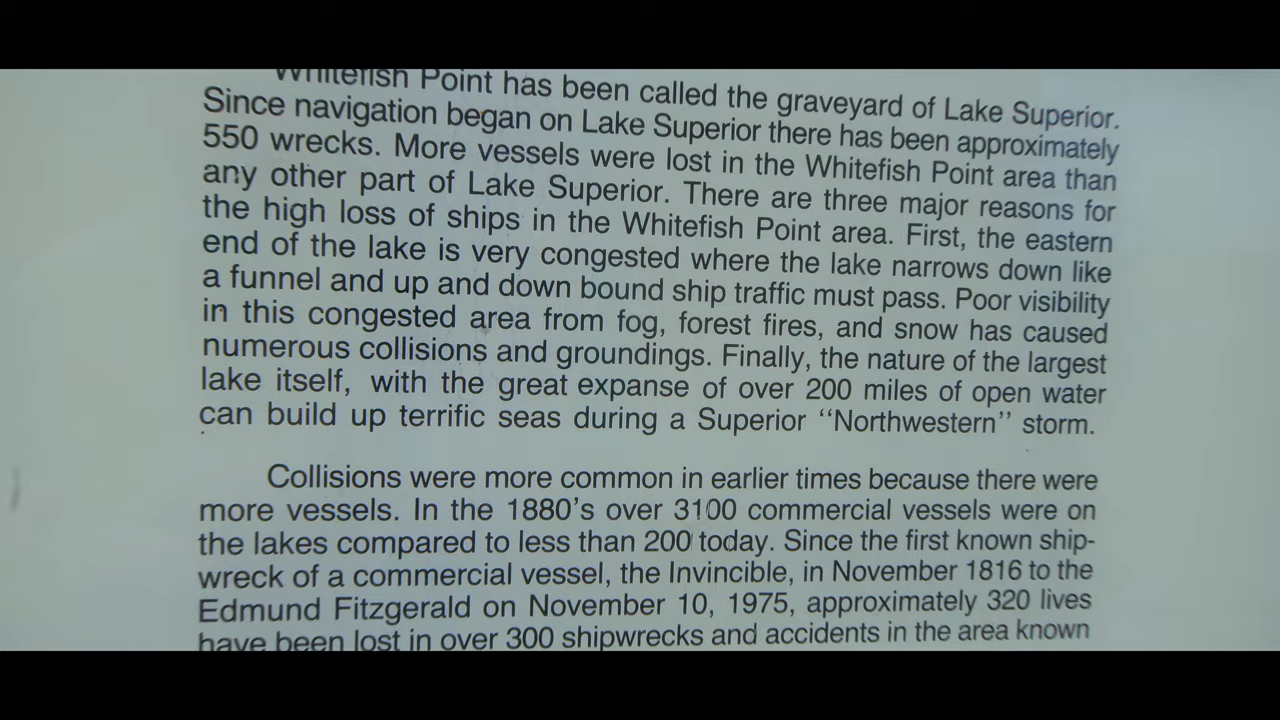 Whitefish Point has been called the graveyard of Lake Superior.
Since navigation began on Lake Superior there has been approximately
550 wrecks. More vessels were lost in the Whitefish Point area than
any other part of Lake Superior. There are three major reasons for
the high loss of ships in the Whitefish Point area. First, the eastern
end of the lake is very congested where the lake narrows down like
a funnel and up and down bound ship traffic must pass. Poor visibility
in this congested area from fog, forest fires, and snow has caused
numerous collisions and groundings. Finally, the nature of the largest
lake itself, with the great expanse of over 200 miles of open water
can build up terrific seas during a Superior “Northwestern” storm.
Collisions were more common in earlier times because there were
more vessels. In the 1880’s over 3100 commercial vessels were on
the lakes compared to less than 200 today. Since the first known ship-
wreck of a commercial vessel, the Invincible, in November 1816 to the
Edmund Fitzgerald on November 10, 1975, approximately 320 lives
have been lost in over 300 shipwrecks and accidents in the area known